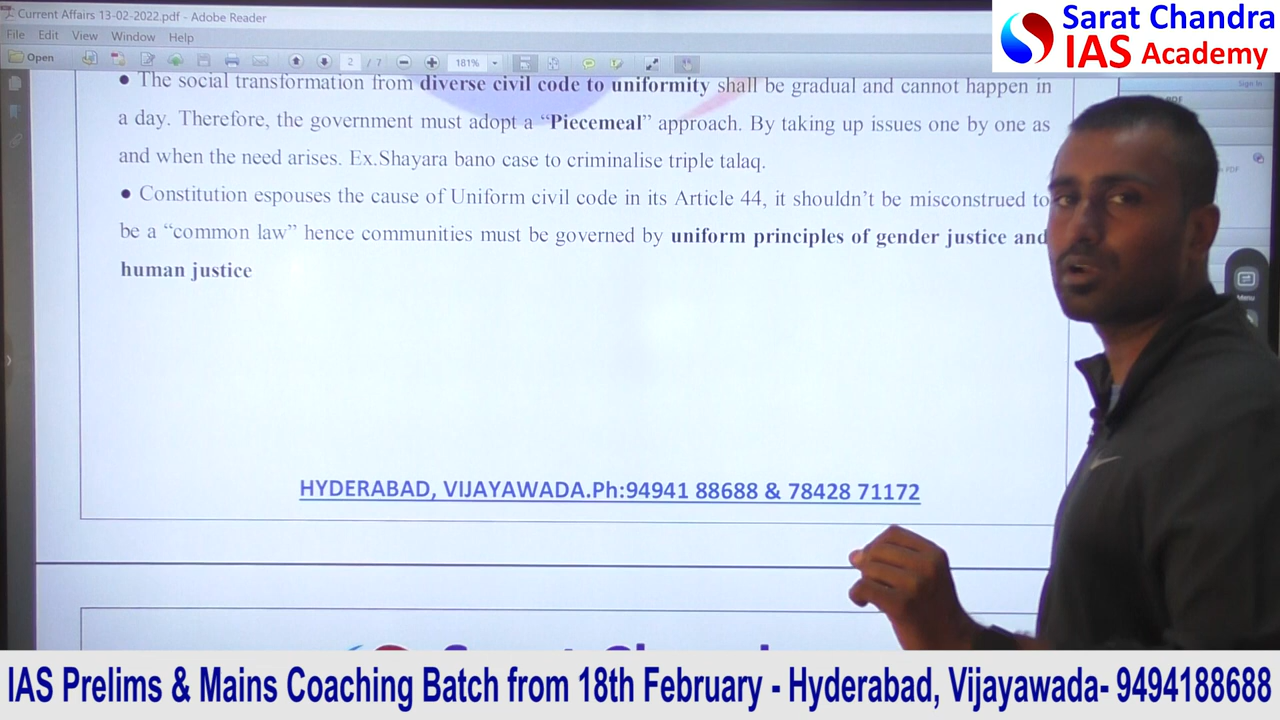 Current Affairs 13-02-2022.pdf - Adobe Reader
File Edit View Window Help
Open 2 / 7 181%
Sarat Chandra
IAS Academy
Sign In
• The social transformation from diverse civil code to uniformity shall be gradual and cannot happen in
a day. Therefore, the government must adopt a “Piecemeal” approach. By taking up issues one by one as
and when the need arises. Ex.Shayara bano case to criminalise triple talaq.
• Constitution espouses the cause of Uniform civil code in its Article 44, it shouldn’t be misconstrued to
be a “common law” hence communities must be governed by uniform principles of gender justice and
human justice
Menu
HYDERABAD, VIJAYAWADA.Ph:94941 88688 & 78428 71172
Sarat Chandra
IAS Prelims & Mains Coaching Batch from 18th February - Hyderabad, Vijayawada- 9494188688